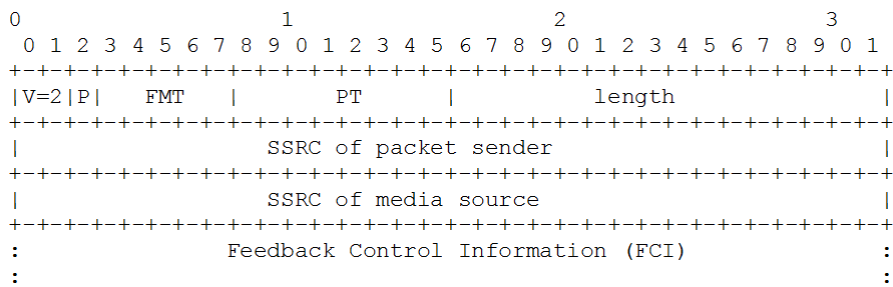 0                   1                   2                   3
 0 1 2 3 4 5 6 7 8 9 0 1 2 3 4 5 6 7 8 9 0 1 2 3 4 5 6 7 8 9 0 1
+-+-+-+-+-+-+-+-+-+-+-+-+-+-+-+-+-+-+-+-+-+-+-+-+-+-+-+-+-+-+-+-+
|V=2|P|   FMT   |       PT      |          length               |
+-+-+-+-+-+-+-+-+-+-+-+-+-+-+-+-+-+-+-+-+-+-+-+-+-+-+-+-+-+-+-+-+
|                  SSRC of packet sender                        |
+-+-+-+-+-+-+-+-+-+-+-+-+-+-+-+-+-+-+-+-+-+-+-+-+-+-+-+-+-+-+-+-+
|                  SSRC of media source                         |
+-+-+-+-+-+-+-+-+-+-+-+-+-+-+-+-+-+-+-+-+-+-+-+-+-+-+-+-+-+-+-+-+
:               Feedback Control Information (FCI)              :
:                                                               :